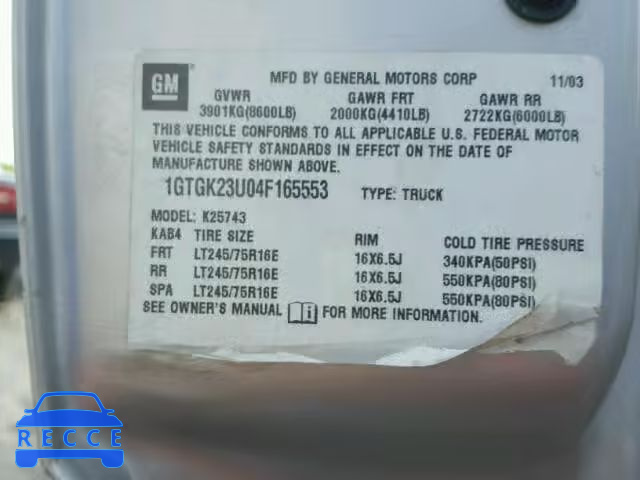 GM
MFD BY GENERAL MOTORS CORP 11/03
GVWR GAWR FRT GAWR RR
3901KG(8600LB) 2000KG(4410LB) 2722KG(6000LB)
THIS VEHICLE CONFORMS TO ALL APPLICABLE U.S. FEDERAL MOTOR
VEHICLE SAFETY STANDARDS IN EFFECT ON THE DATE OF
MANUFACTURE SHOWN ABOVE.
1GTGK23U04F165553 TYPE: TRUCK
MODEL: K25743
KAB4 TIRE SIZE RIM COLD TIRE PRESSURE
FRT LT245/75R16E 16X6.5J 340KPA(50PSI)
RR LT245/75R16E 16X6.5J 550KPA(80PSI)
SPA LT245/75R16E 16X6.5J 550KPA(80PSI)
SEE OWNER'S MANUAL i FOR MORE INFORMATION.
RECCE